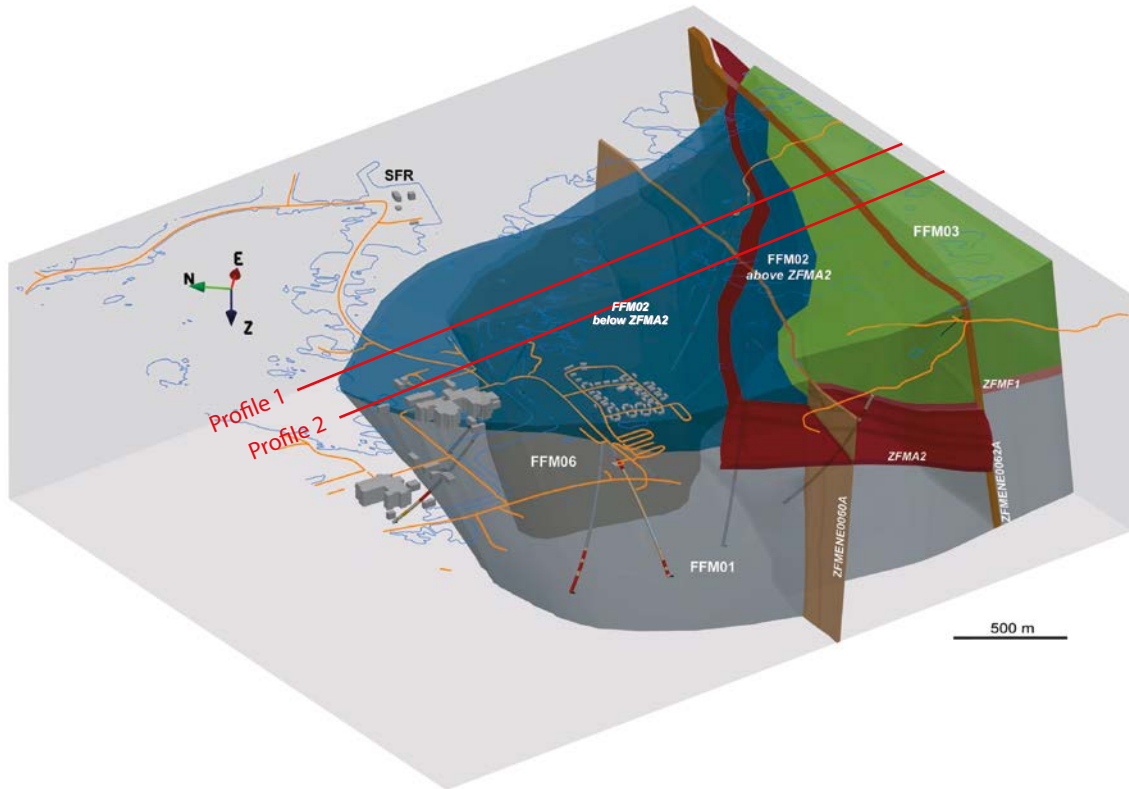 SFR
E
N
Z
FFM03
FFM02
above ZFMA2
FFM02
below ZFMA2
Profile 1
Profile 2
ZFMF1
FFM06
ZFMA2
ZFMENE0062A
ZFMENE0060A
FFM01
500 m